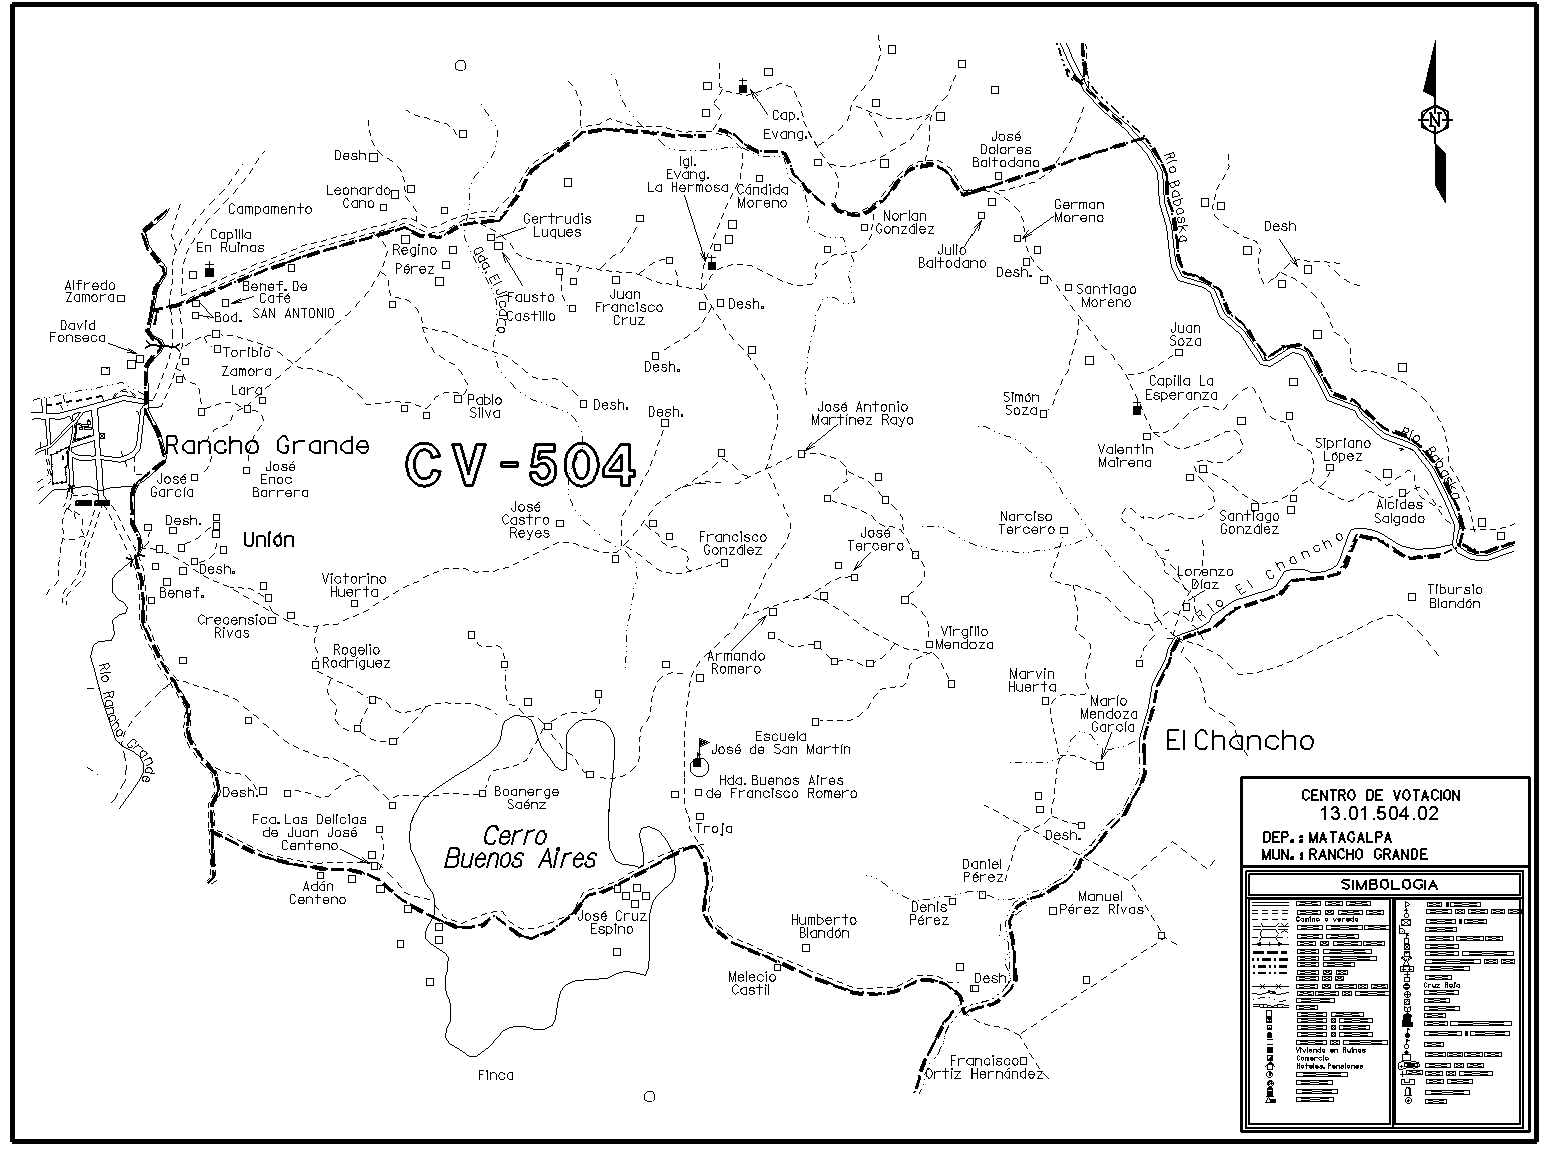 Cap.
Evang.
Desh.
Leonardo
Cano
Campamento
Capilla
En Ruinas
Alfredo
Zamora
David
Fonseca
Benef. De
Café
SAN ANTONIO
Bod.
Toribio
Zamora
Lara
Regino
Pérez
Gertrudis
Luques
Fausto
Castillo
Juan
Francisco
Cruz
Igl.
Evang.
La Hermosa
Cándida
Moreno
Desh.
Desh.
José
Dolores
Baltodano
Norlan
González
Julio
Baltodano
German
Moreno
Desh.
Santiago
Moreno
Río Babaska
Desh
Juan
Soza
Capilla La
Esperanza
Simón
Soza
Valentin
Mairena
Sipriano
López
Río Babaska
Alcides
Salgado
Santiago
González
Pablo
Silva
Desh.
Desh.
José Antonio
Martínez Rayo
Rancho Grande
CV-504
José
García
José
Enoc
Barrera
Desh.
Unión
Desh.
Benef.
José
Castro
Reyes
Francisco
González
José
Tercero
Narciso
Tercero
Lorenzo
Díaz
Río El Chancho
Tibursio
Blandón
Victorino
Huerta
Crecensio
Rivas
Rogelio
Rodríguez
Armando
Romero
Virgilio
Mendoza
Marvin
Huerta
Mario
Mendoza
García
El Chancho
Río Rancho Grande
Escuela
José de San Martín
Hda. Buenos Aires
de Francisco Romero
Troja
Boanerge
Saénz
Desh.
Fca. Las Delicias
de Juan José
Centeno
Cerro
Buenos Aires
Adán
Centeno
José Cruz
Espino
Desh.
Daniel
Pérez
Denis
Pérez
Manuel
Pérez Rivas
Humberto
Blandón
Melecio
Castil
Desh.
Francisco
Ortiz Hernández
Finca
N
CENTRO DE VOTACION
13.01.504.02
DEP.: MATAGALPA
MUN.: RANCHO GRANDE
SIMBOLOGIA
Camino o vereda
Vivienda en Ruinas
Comercio
Hoteles, Pensiones
Cruz Roja